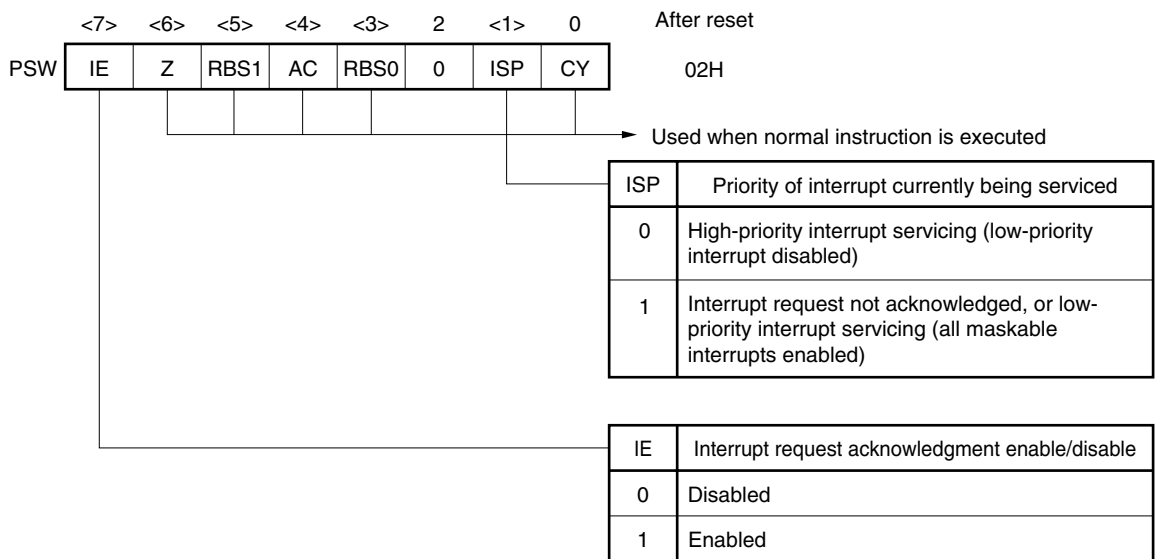 <7> <6> <5> <4> <3> 2 <1> 0 After reset
PSW IE Z RBS1 AC RBS0 0 ISP CY 02H
Used when normal instruction is executed
ISP Priority of interrupt currently being serviced
0 High-priority interrupt servicing (low-priority
interrupt disabled)
1 Interrupt request not acknowledged, or low-
priority interrupt servicing (all maskable
interrupts enabled)
IE Interrupt request acknowledgment enable/disable
0 Disabled
1 Enabled